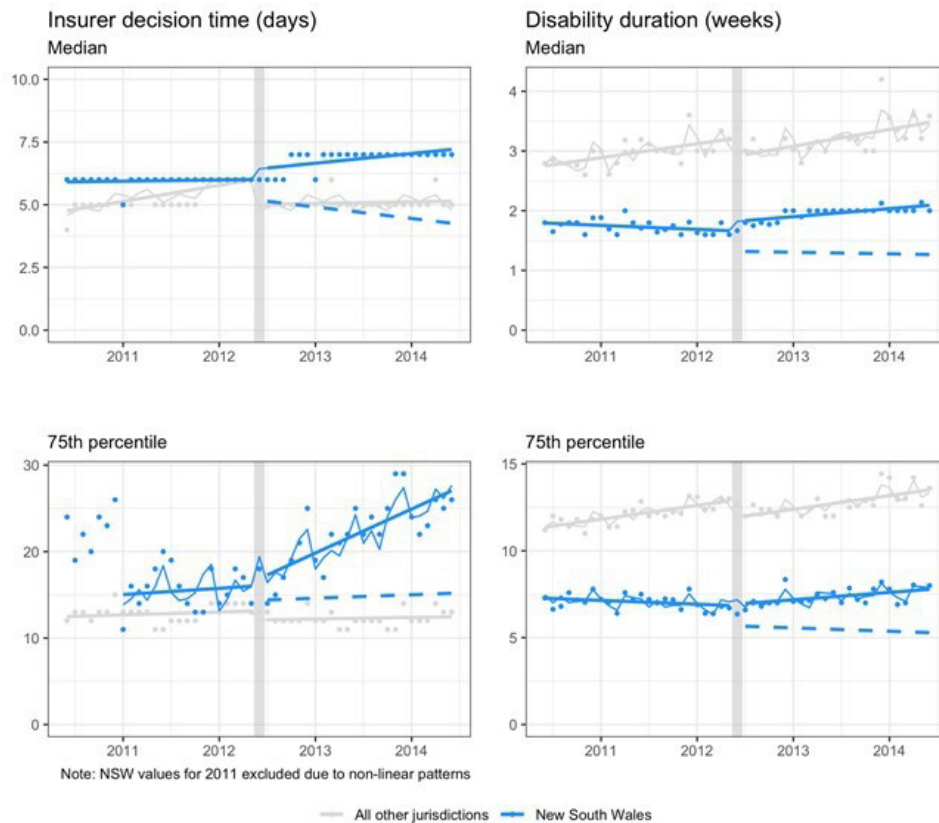 Insurer decision time (days)
Median
10.0
7.5
5.0
2.5
0.0
2011 2012 2013 2014
Disability duration (weeks)
Median
4
3
2
1
0
2011 2012 2013 2014
75th percentile
30
20
10
0
2011 2012 2013 2014
Note: NSW values for 2011 excluded due to non-linear patterns
75th percentile
15
10
5
0
2011 2012 2013 2014
All other jurisdictions New South Wales